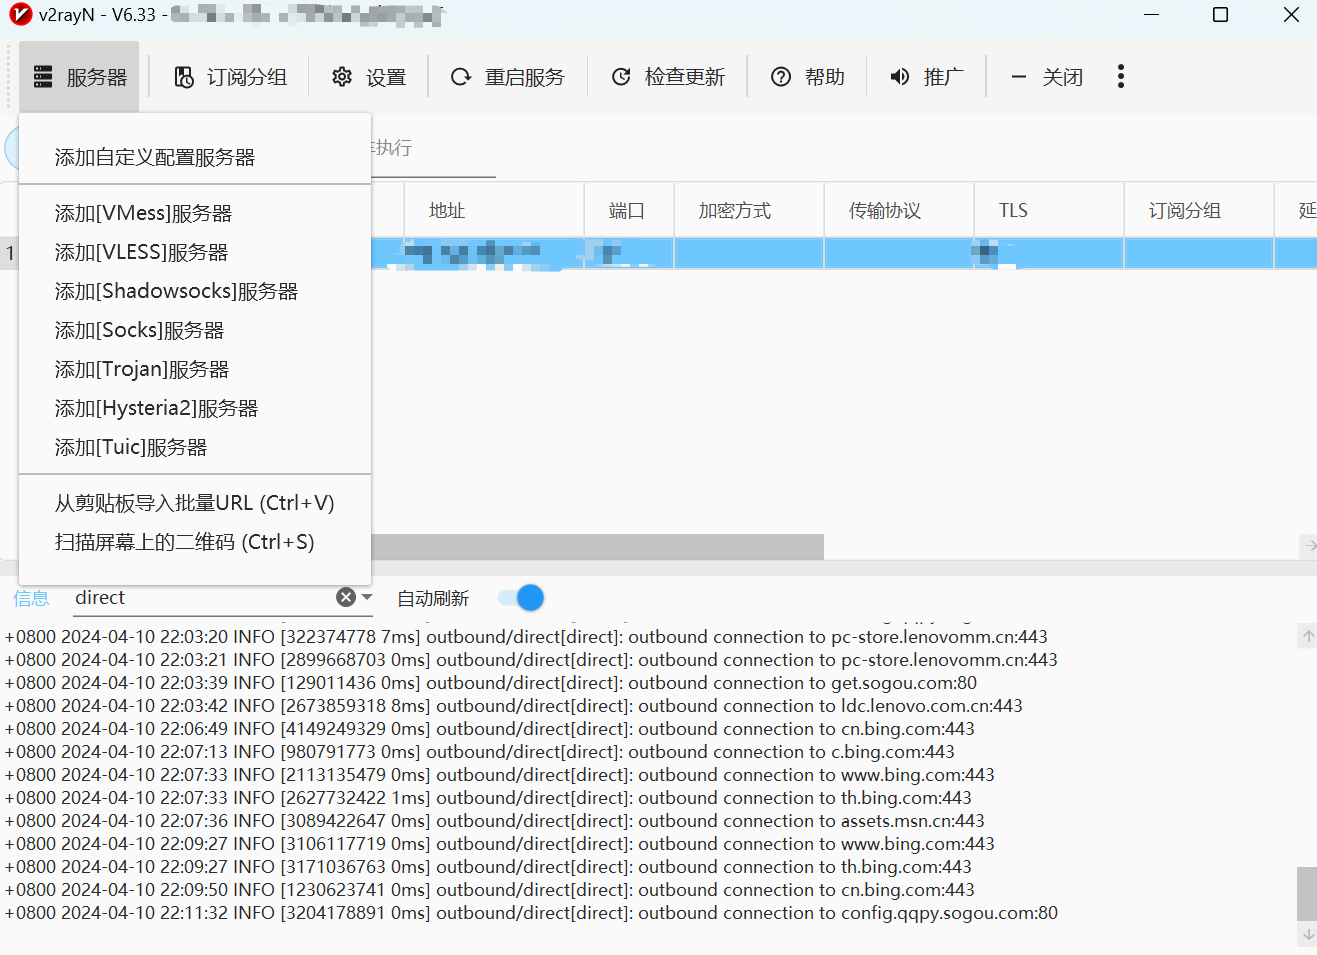 v2rayN - V6.33 -
服务器 订阅分组 设置 重启服务 检查更新 帮助 推广 关闭
添加自定义配置服务器
执行
添加[VMess]服务器
地址 端口 加密方式 传输协议 TLS 订阅分组 延
1
添加[VLESS]服务器
添加[Shadowsocks]服务器
添加[Socks]服务器
添加[Trojan]服务器
添加[Hysteria2]服务器
添加[Tuic]服务器
从剪贴板导入批量URL (Ctrl+V)
扫描屏幕上的二维码 (Ctrl+S)
信息 direct 自动刷新
+0800 2024-04-10 22:03:20 INFO [322374778 7ms] outbound/direct[direct]: outbound connection to pc-store.lenovomm.cn:443
+0800 2024-04-10 22:03:21 INFO [2899668703 0ms] outbound/direct[direct]: outbound connection to pc-store.lenovomm.cn:443
+0800 2024-04-10 22:03:39 INFO [129011436 0ms] outbound/direct[direct]: outbound connection to get.sogou.com:80
+0800 2024-04-10 22:03:42 INFO [2673859318 8ms] outbound/direct[direct]: outbound connection to ldc.lenovo.com.cn:443
+0800 2024-04-10 22:06:49 INFO [4149249329 0ms] outbound/direct[direct]: outbound connection to cn.bing.com:443
+0800 2024-04-10 22:07:13 INFO [980791773 0ms] outbound/direct[direct]: outbound connection to c.bing.com:443
+0800 2024-04-10 22:07:33 INFO [2113135479 0ms] outbound/direct[direct]: outbound connection to www.bing.com:443
+0800 2024-04-10 22:07:33 INFO [2627732422 1ms] outbound/direct[direct]: outbound connection to th.bing.com:443
+0800 2024-04-10 22:07:36 INFO [3089422647 0ms] outbound/direct[direct]: outbound connection to assets.msn.cn:443
+0800 2024-04-10 22:09:27 INFO [3106117719 0ms] outbound/direct[direct]: outbound connection to www.bing.com:443
+0800 2024-04-10 22:09:27 INFO [3171036763 0ms] outbound/direct[direct]: outbound connection to th.bing.com:443
+0800 2024-04-10 22:09:50 INFO [1230623741 0ms] outbound/direct[direct]: outbound connection to cn.bing.com:443
+0800 2024-04-10 22:11:32 INFO [3204178891 0ms] outbound/direct[direct]: outbound connection to config.qqpy.sogou.com:80